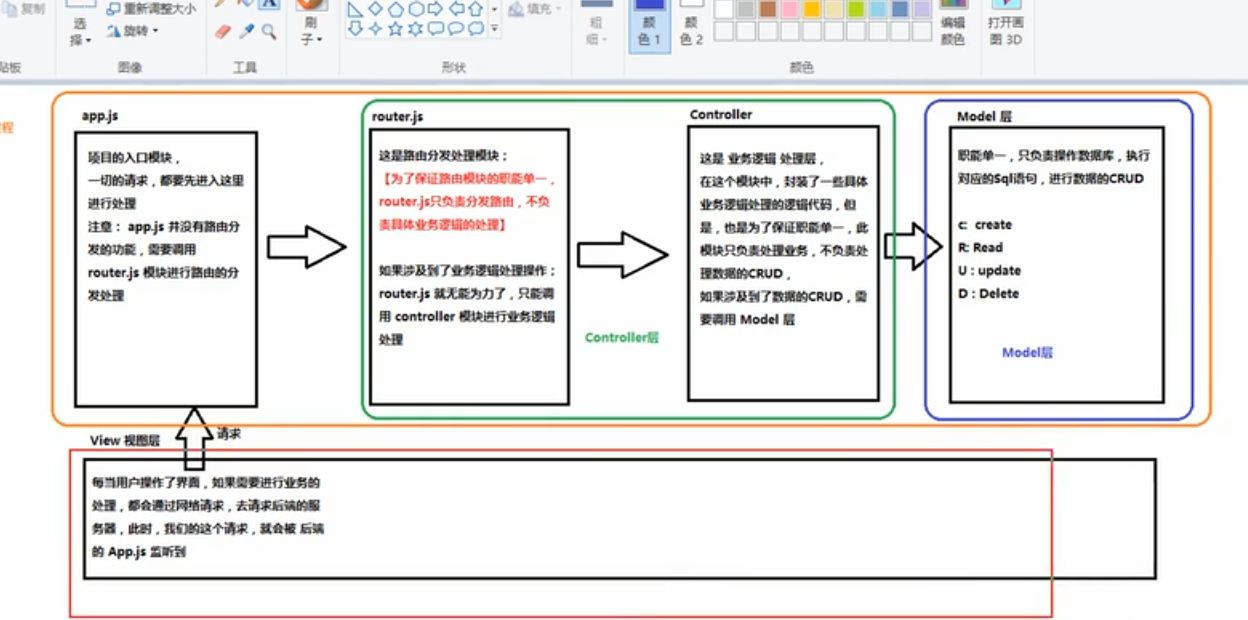 复制
重新调整大小
选
择
旋转
刷
子
填充
粗
细
颜
色 1
颜
色 2
编辑
颜色
打开画
图 3D
贴板
图像
工具
形状
颜色
程
app.js
项目的入口模块，
一切的请求，都要先进入这里
进行处理
注意： app.js 并没有路由分
发的功能，需要调用
router.js 模块进行路由的分
发处理
router.js
这是路由分发处理模块；
【为了保证路由模块的职能单一，
router.js只负责分发路由，不负
责具体业务逻辑的处理】
如果涉及到了业务逻辑处理操作；
router.js 就无能为力了，只能调
用 controller 模块进行业务逻辑
处理
Controller层
Controller
这是 业务逻辑 处理层，
在这个模块中，封装了一些具体
业务逻辑处理的逻辑代码，但
是，也是为了保证职能单一，此
模块只负责处理业务，不负责处
理数据的CRUD，
如果涉及到了数据的CRUD，需
要调用 Model 层
Model 层
职能单一，只负责操作数据库，执行
对应的Sql语句，进行数据的CRUD
c: create
R: Read
U : update
D : Delete
Model层
请求
View 视图层
每当用户操作了界面，如果需要进行业务的
处理，都会通过网络请求，去请求后端的服
务器，此时，我们的这个请求，就会被 后端
的 App.js 监听到